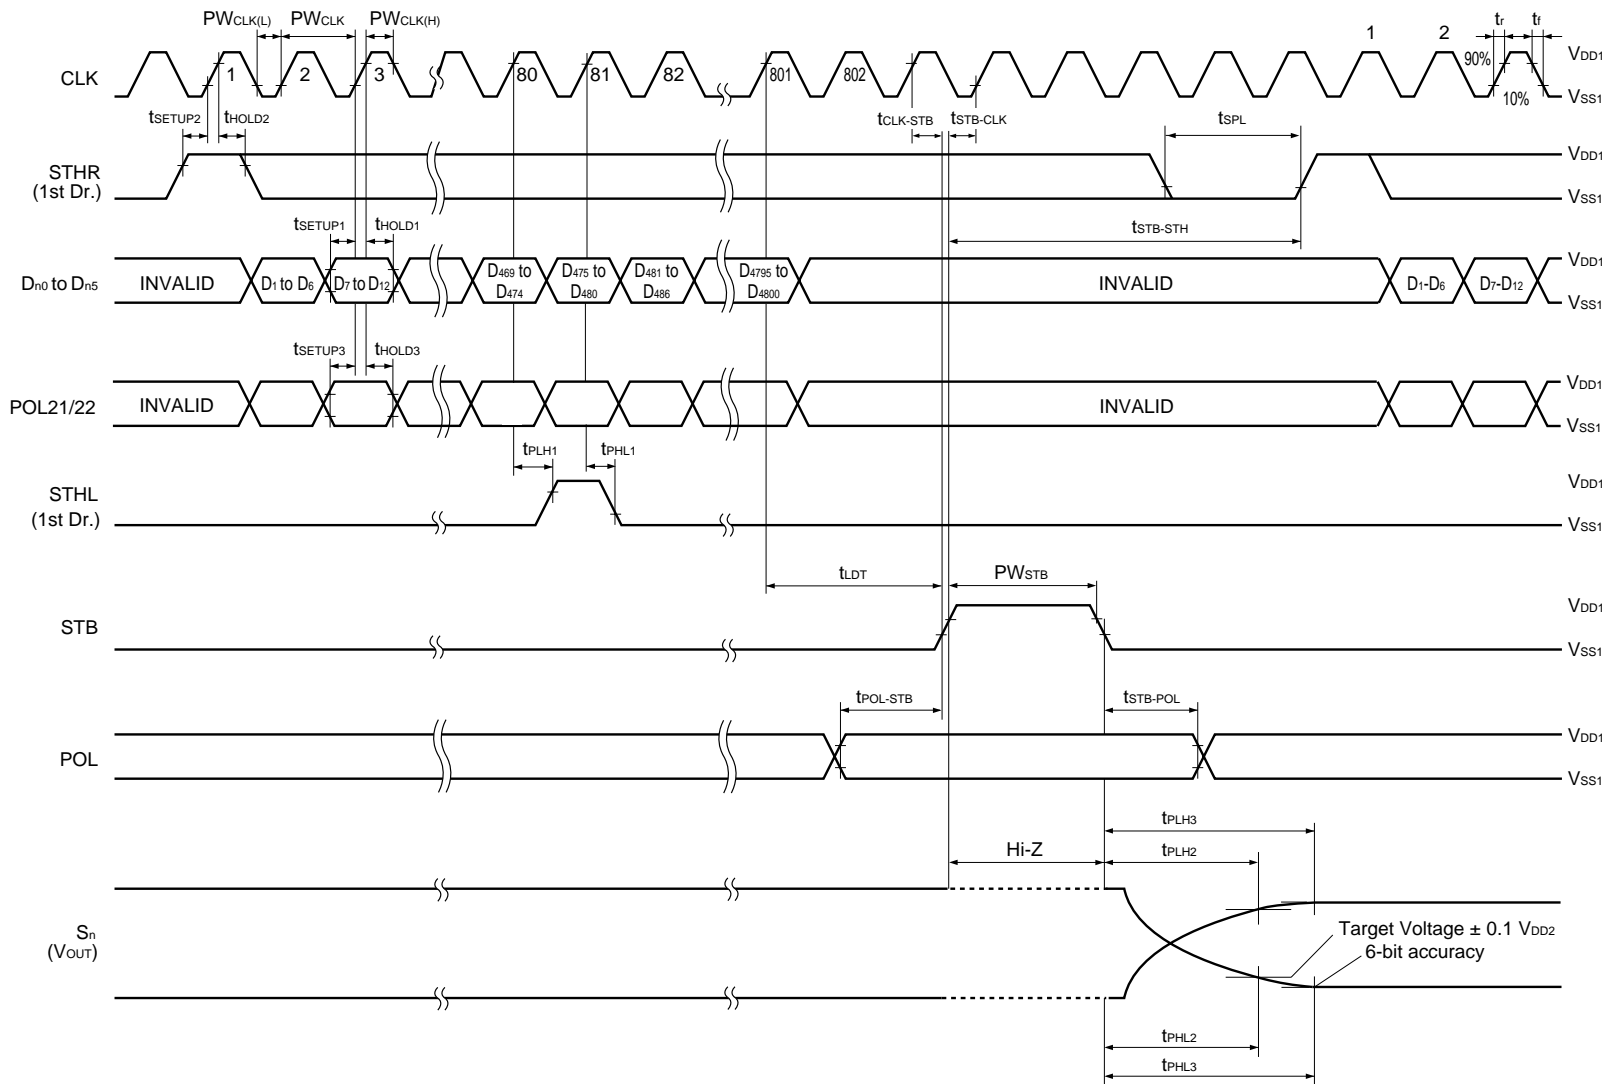 PWCLK(L) PWCLK PWCLK(H)
1 2 tr tf
CLK 1 2 3 80 81 82 801 802 90% 10% VDD1
VSS1
tSETUP2 tHOLD2 tCLK-STB tSTB-CLK tSPL
STHR
(1st Dr.)
VDD1
VSS1
tSETUP1 tHOLD1 tSTB-STH
Dn0 to Dn5 INVALID D1 to D6 D7 to D12 D469 to D474 D475 to D480 D481 to D486 D4795 to D4800 INVALID D1-D6 D7-D12 VDD1
VSS1
tSETUP3 tHOLD3
POL21/22 INVALID INVALID VDD1
VSS1
tPLH1 tPHL1
STHL
(1st Dr.)
VDD1
VSS1
tLDT PWSTB
STB VDD1
VSS1
tPOL-STB tSTB-POL
POL VDD1
VSS1
tPLH3
Hi-Z tPLH2
Sn
(VOUT)
Target Voltage ± 0.1 VDD2
6-bit accuracy
tPHL2
tPHL3